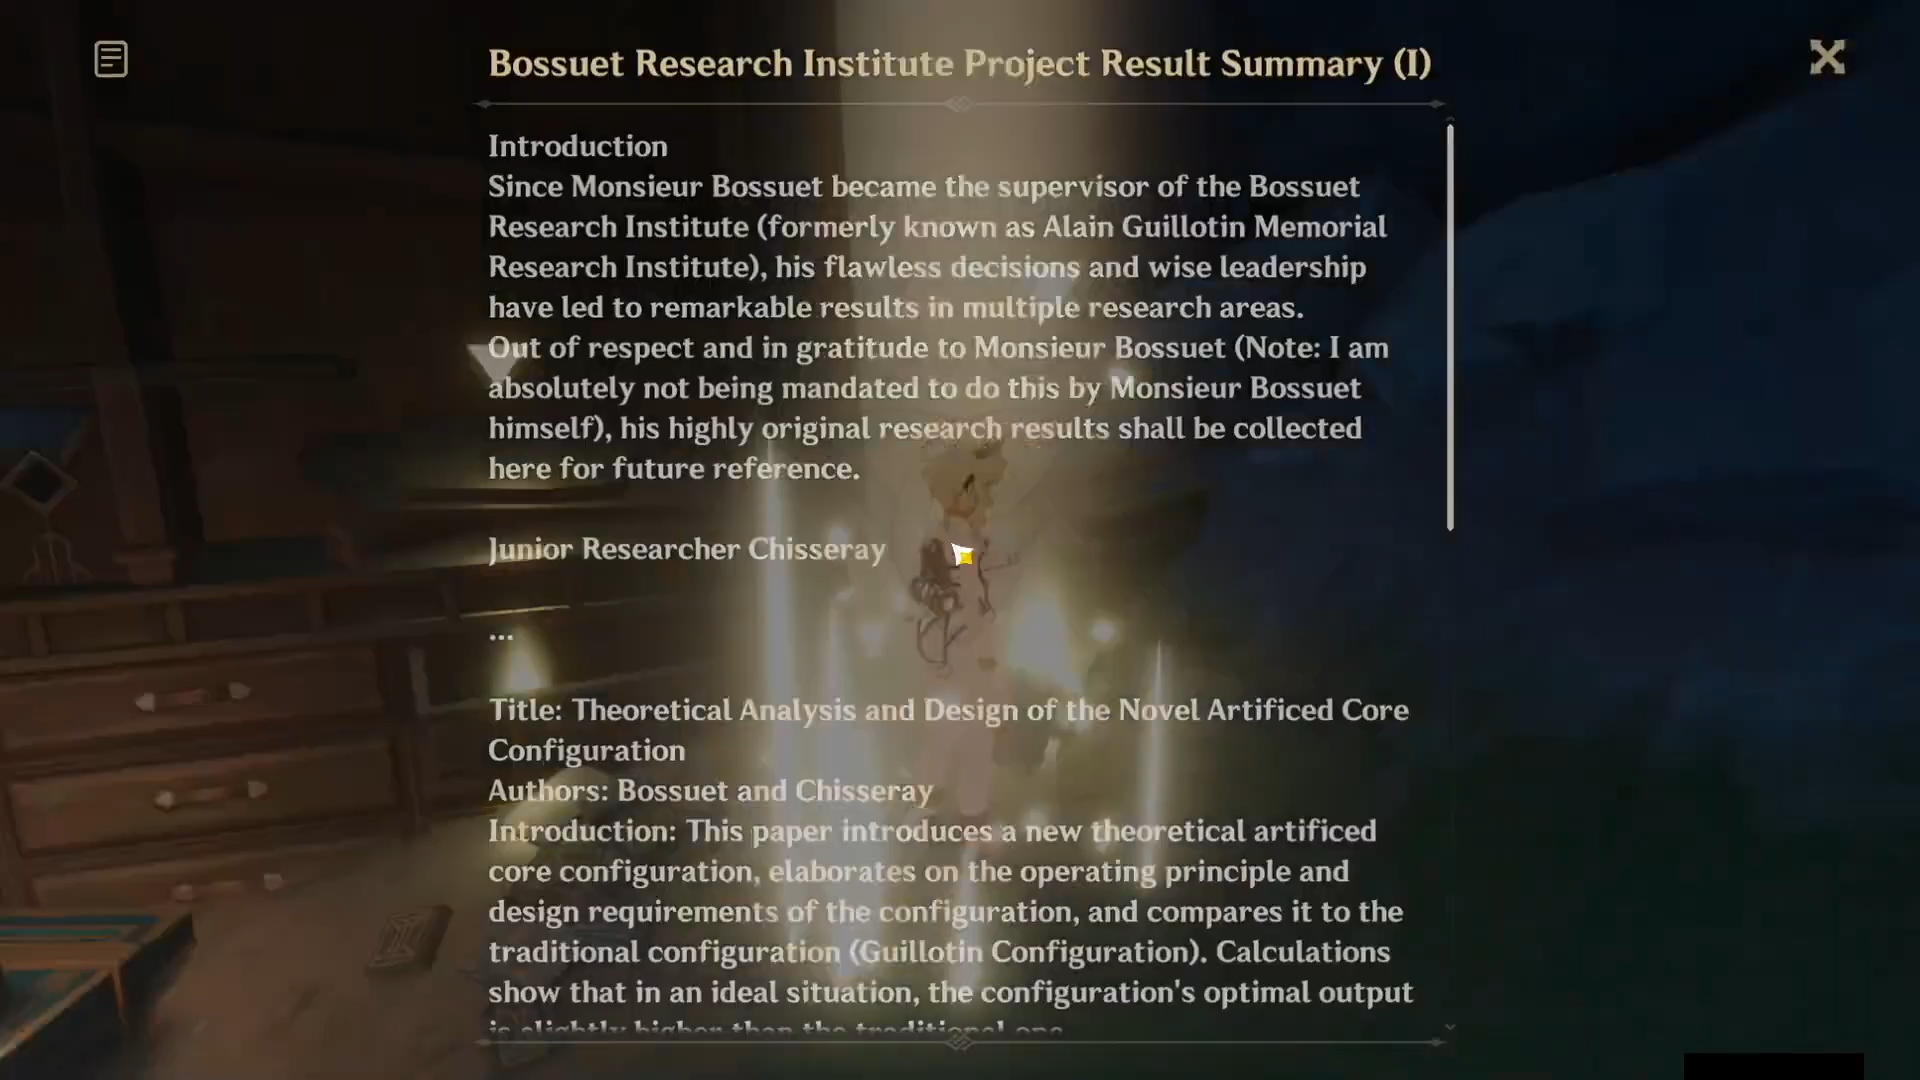 Bossuet Research Institute Project Result Summary (I)
Introduction
Since Monsieur Bossuet became the supervisor of the Bossuet
Research Institute (formerly known as Alain Guillotin Memorial
Research Institute), his flawless decisions and wise leadership
have led to remarkable results in multiple research areas.
Out of respect and in gratitude to Monsieur Bossuet (Note: I am
absolutely not being mandated to do this by Monsieur Bossuet
himself), his highly original research results shall be collected
here for future reference.
Junior Researcher Chisseray
...
Title: Theoretical Analysis and Design of the Novel Artificed Core
Configuration
Authors: Bossuet and Chisseray
Introduction: This paper introduces a new theoretical artificed
core configuration, elaborates on the operating principle and
design requirements of the configuration, and compares it to the
traditional configuration (Guillotin Configuration). Calculations
show that in an ideal situation, the configuration's optimal output
is slightly higher than the traditional one